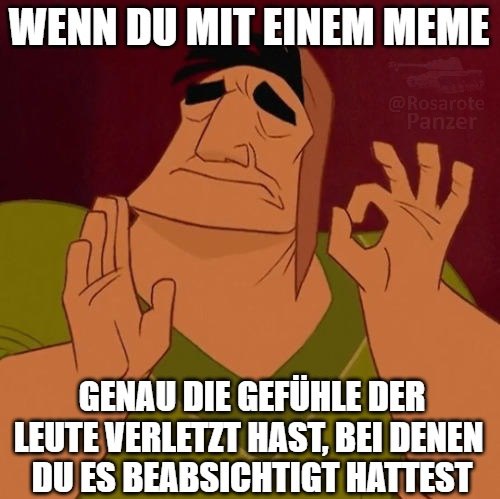 WENN DU MIT EINEM MEME
@Rosarote
Panzer
GENAU DIE GEFÜHLE DER
LEUTE VERLETZT HAST, BEI DENEN
DU ES BEABSICHTIGT HATTEST